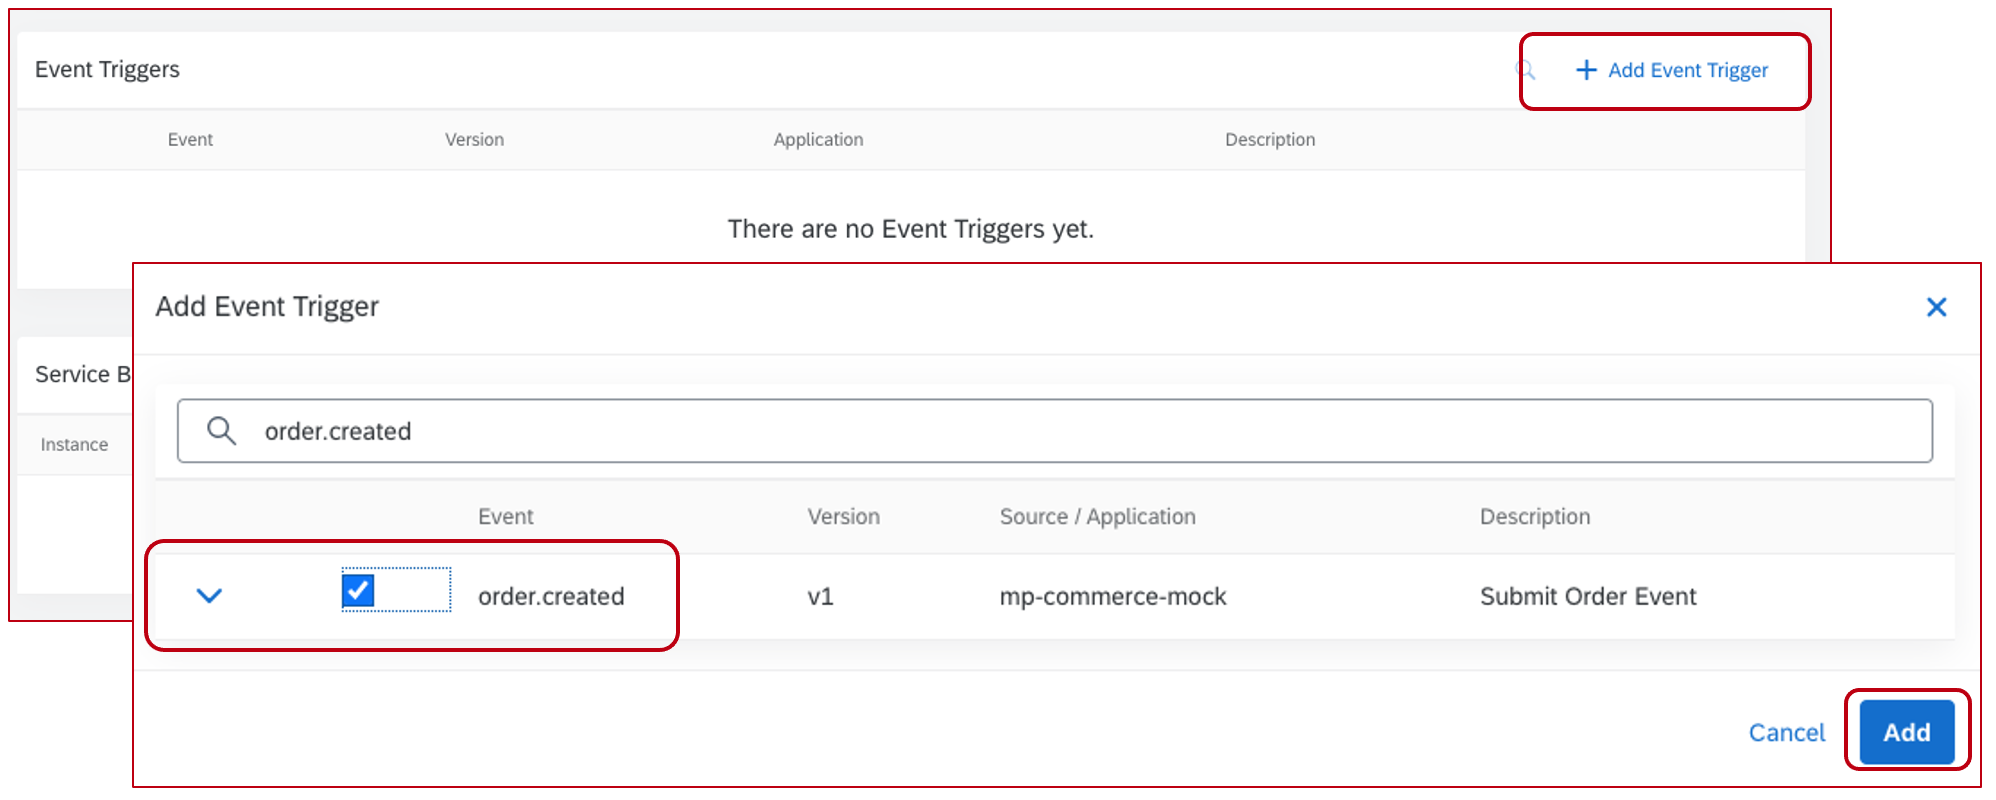 Event Triggers
Add Event Trigger
Event Version Application Description
There are no Event Triggers yet.
Service B
Instance
Add Event Trigger
order.created
Event Version Source / Application Description
order.created v1 mp-commerce-mock Submit Order Event
Cancel Add